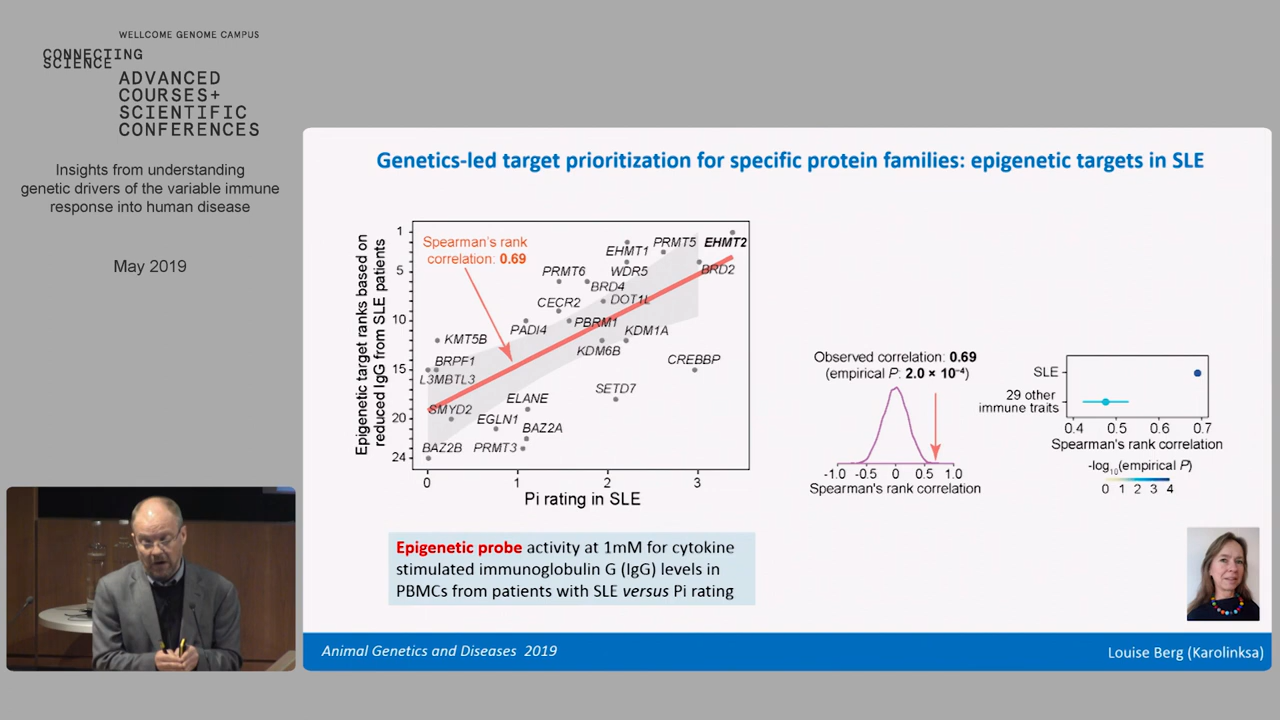 WELLCOME GENOME CAMPUS
CONNECTING
SCIENCE
ADVANCED
COURSES+
SCIENTIFIC
CONFERENCES
Insights from understanding
genetic drivers of the variable immune
response into human disease
May 2019
Genetics-led target prioritization for specific protein families: epigenetic targets in SLE
Epigenetic target ranks based on
reduced IgG from SLE patients
1
5
10
15
20
24
Spearman's rank
correlation: 0.69
PRMT5
EHMT2
EHMT1
PRMT6
WDR5
BRD2
BRD4
CECR2
DOT1L
PADI4
PBRM1
KDM1A
KMT5B
KDM6B
BRPF1
CREBBP
L3MBTL3
SETD7
ELANE
SMYD2
EGLN1
BAZ2A
BAZ2B
PRMT3
0 1 2 3
Pi rating in SLE
Observed correlation: 0.69
(empirical P: 2.0 × 10⁻⁴)
-1.0 -0.5 0 0.5 1.0
Spearman's rank correlation
SLE
29 other
immune traits
0.4 0.5 0.6 0.7
Spearman's rank correlation
-log₁₀(empirical P)
0 1 2 3 4
Epigenetic probe activity at 1mM for cytokine
stimulated immunoglobulin G (IgG) levels in
PBMCs from patients with SLE versus Pi rating
Animal Genetics and Diseases 2019
Louise Berg (Karolinksa)